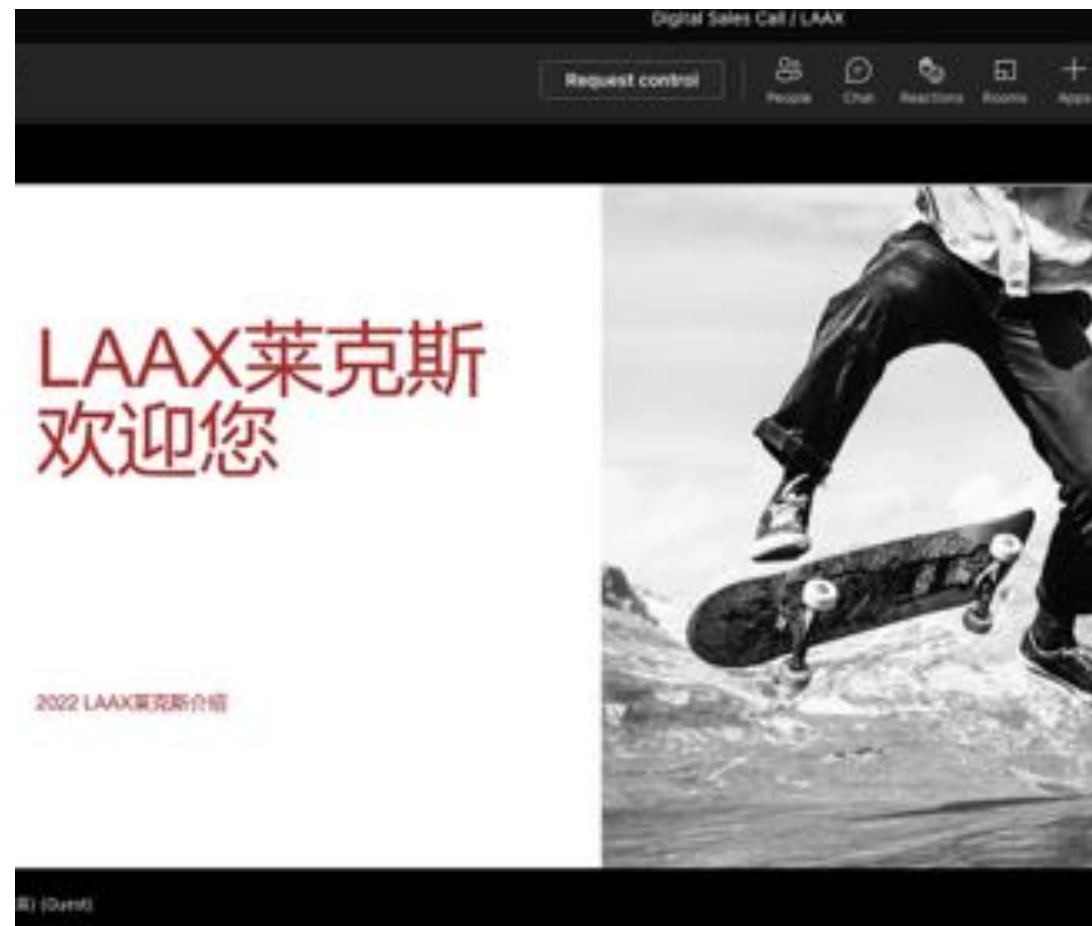 Digital Sales Call / LAAX
Request control
People
Chat
Reactions
Rooms
Apps
LAAX莱克斯
欢迎您
2022 LAAX莱克斯介绍
(Guest)